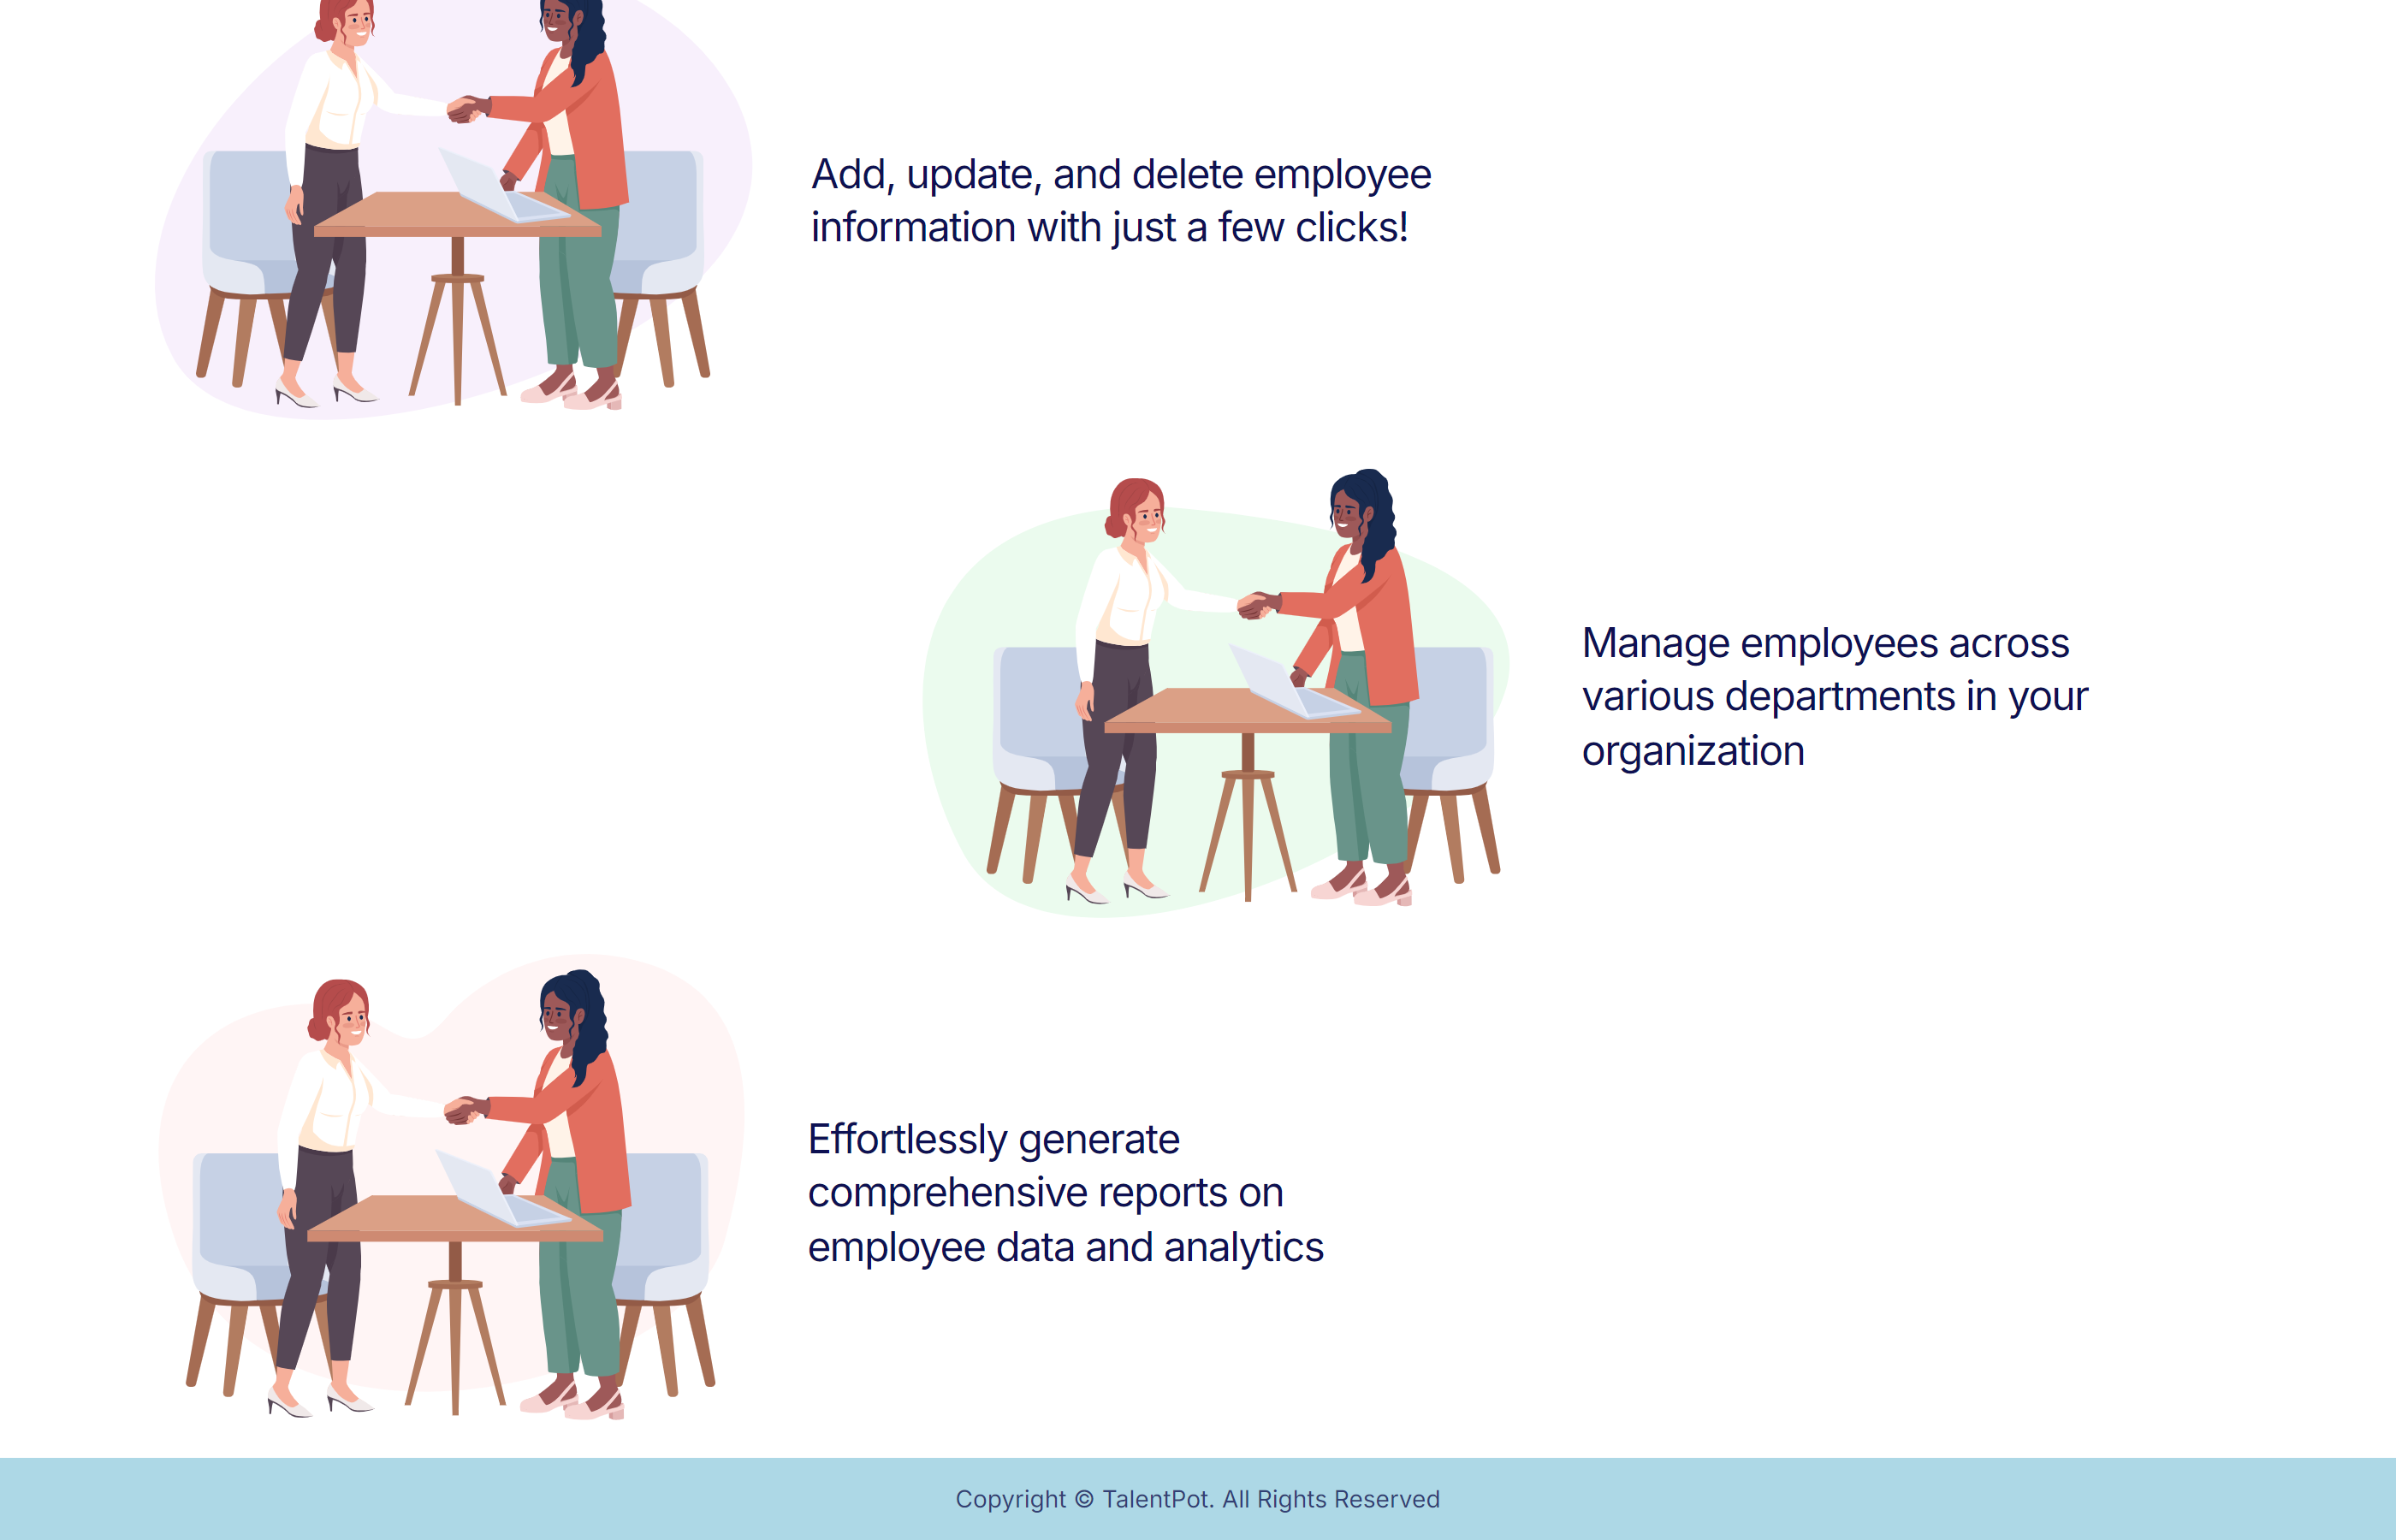 Add, update, and delete employee
information with just a few clicks!
Manage employees across
various departments in your
organization
Effortlessly generate
comprehensive reports on
employee data and analytics
Copyright © TalentPot. All Rights Reserved